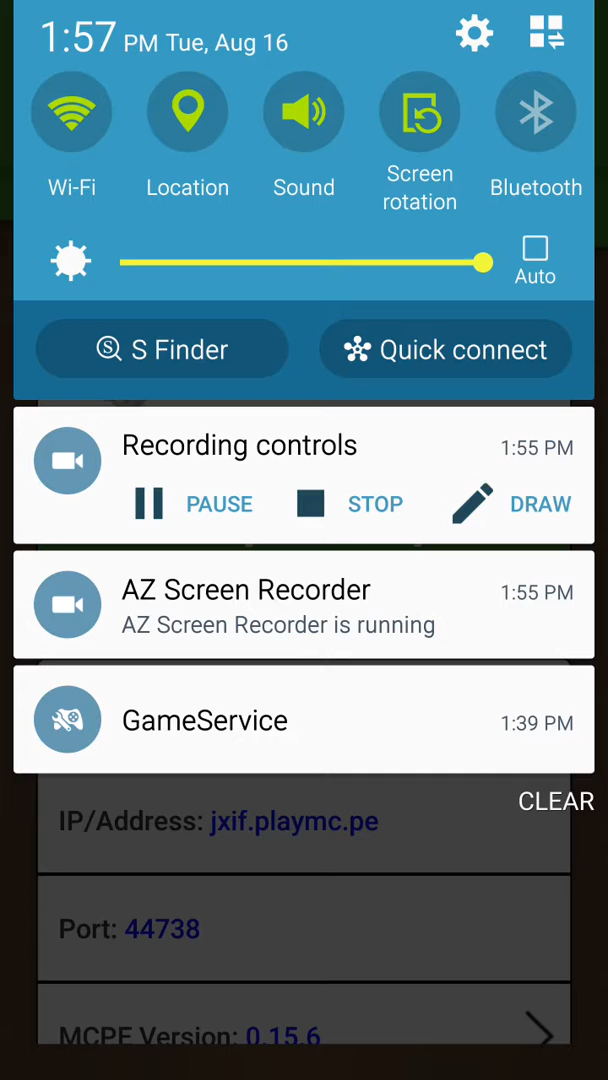 1:57 PM Tue, Aug 16
Wi-Fi
Location
Sound
Screen rotation
Bluetooth
Auto
S Finder
Quick connect
Recording controls 1:55 PM
PAUSE STOP DRAW
AZ Screen Recorder 1:55 PM
AZ Screen Recorder is running
GameService 1:39 PM
CLEAR
IP/Address: jxif.playmc.pe
Port: 44738
MCPE Version: 0.15.6